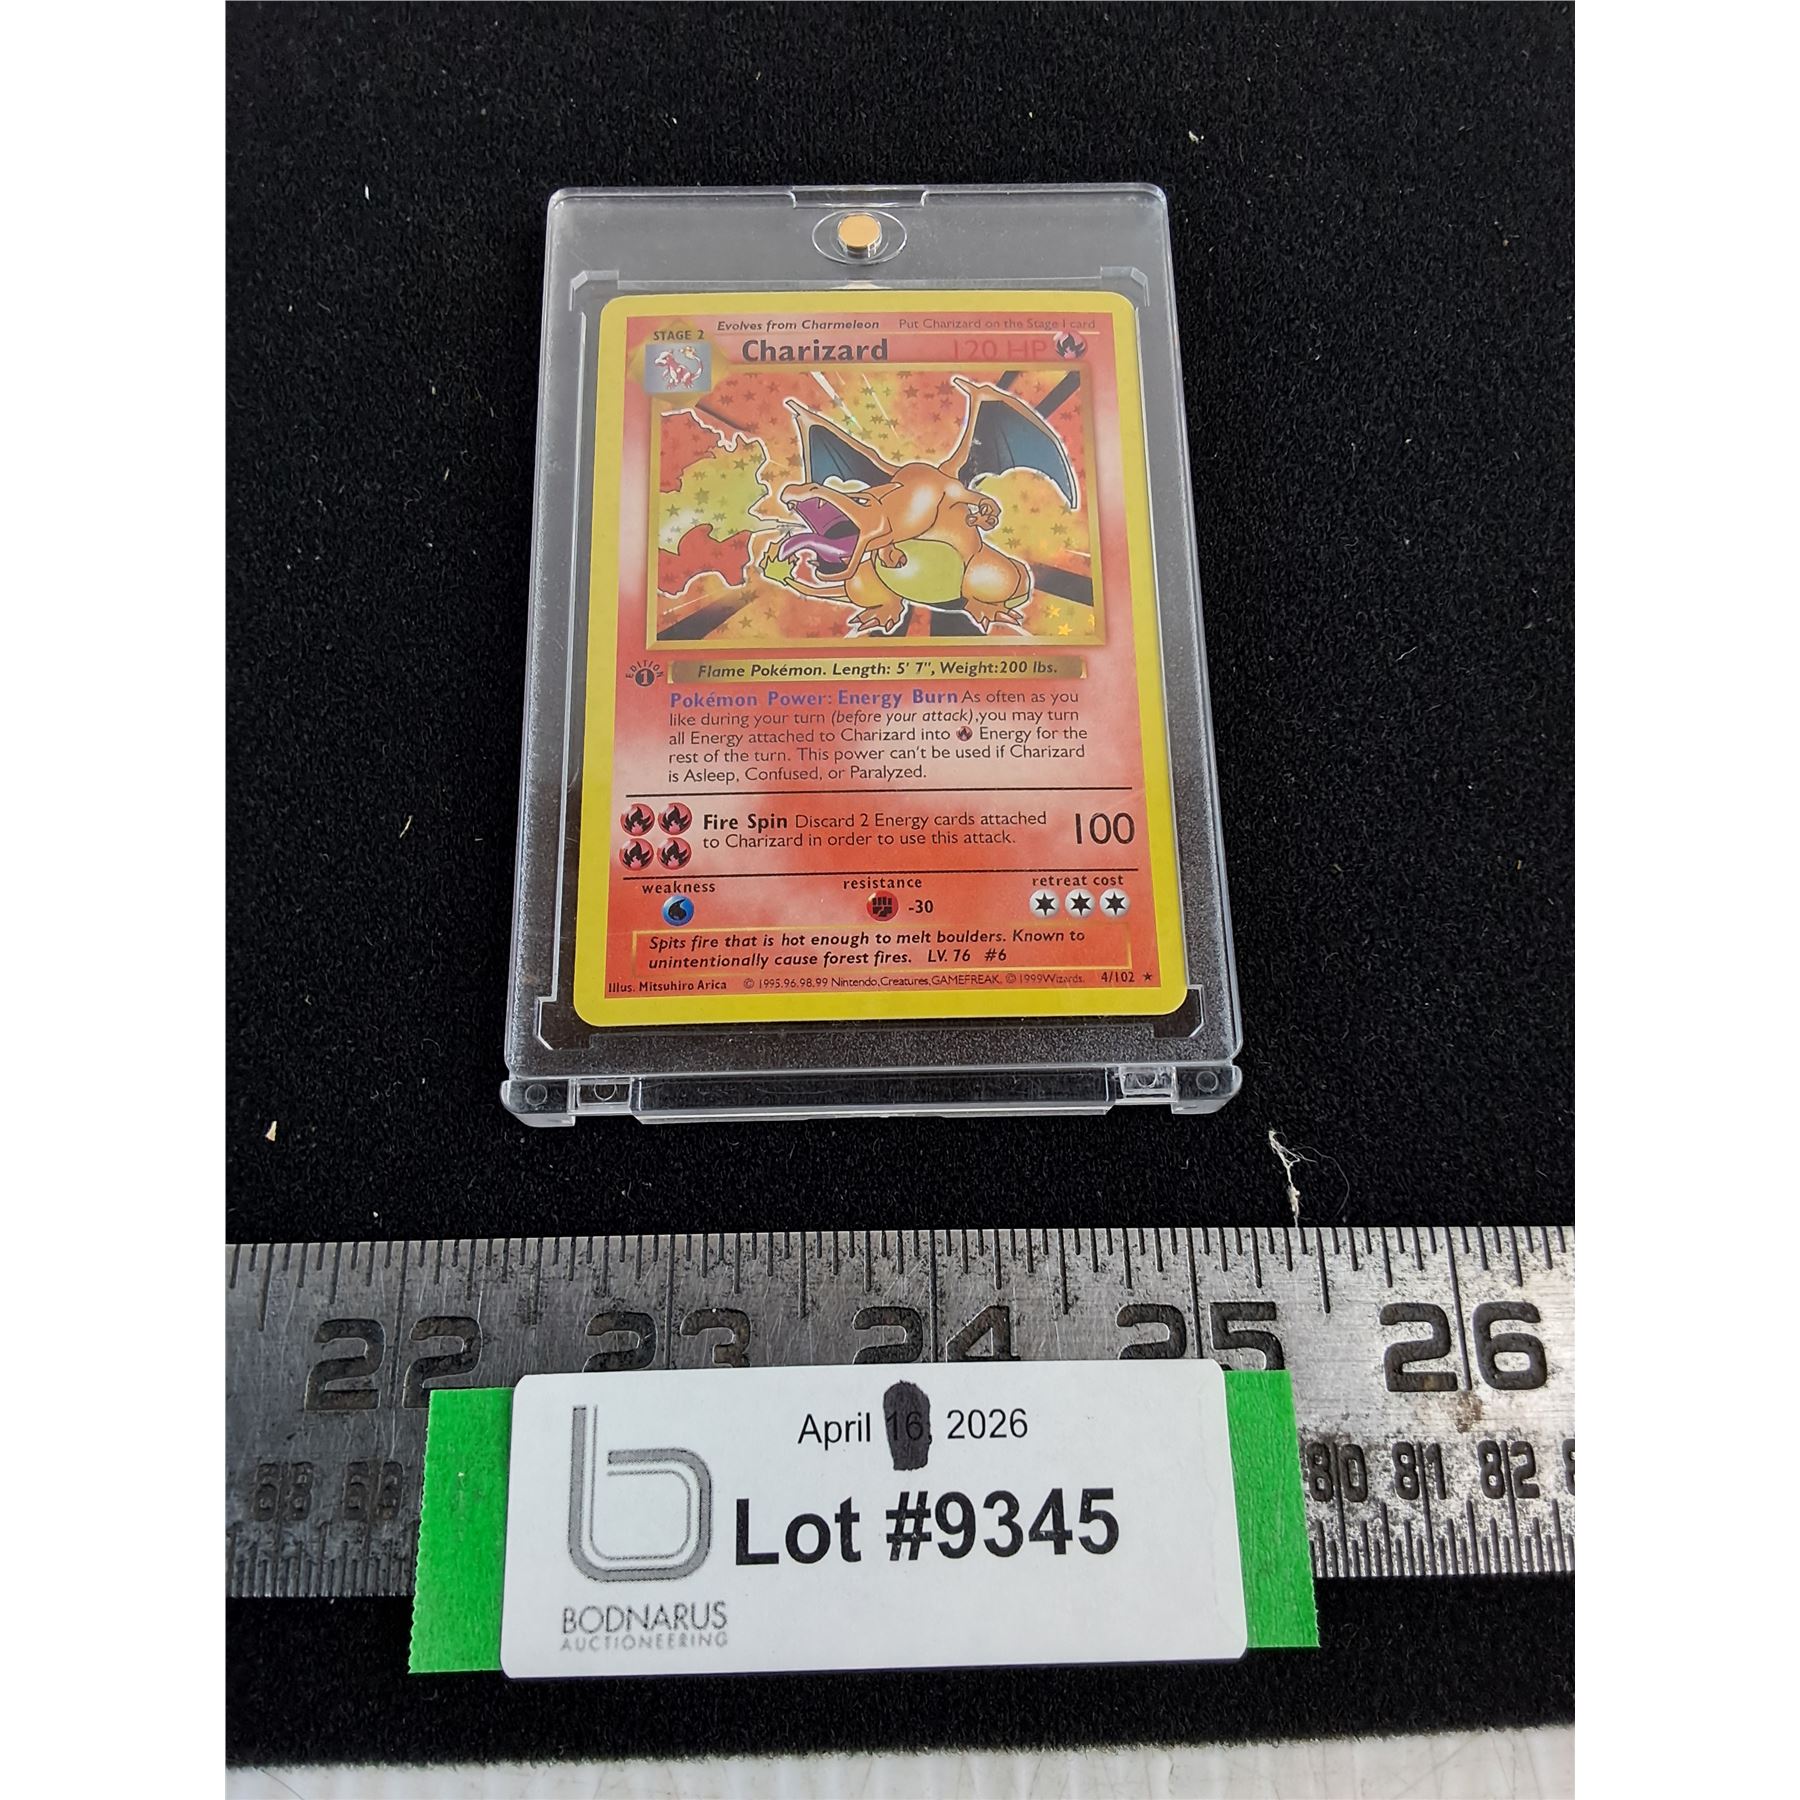 Evolves from Charmeleon Put Charizard on the Stage 1 card
STAGE 2
Charizard 120 HP
EDITION
1
Flame Pokémon. Length: 5' 7", Weight:200 lbs.
Pokémon Power: Energy Burn As often as you
like during your turn (before your attack),you may turn
all Energy attached to Charizard into Energy for the
rest of the turn. This power can't be used if Charizard
is Asleep, Confused, or Paralyzed.
Fire Spin Discard 2 Energy cards attached
to Charizard in order to use this attack.
100
weakness resistance retreat cost
-30
Spits fire that is hot enough to melt boulders. Known to
unintentionally cause forest fires. LV. 76 #6
Illus. Mitsuhiro Arica © 1995,96,98,99 Nintendo,Creatures,GAMEFREAK. © 1999Wizards. 4/102 ★
22 23 24 25 26
68 69 80 81 82
April 16, 2026
Lot #9345
BODNARUS
AUCTIONEERING